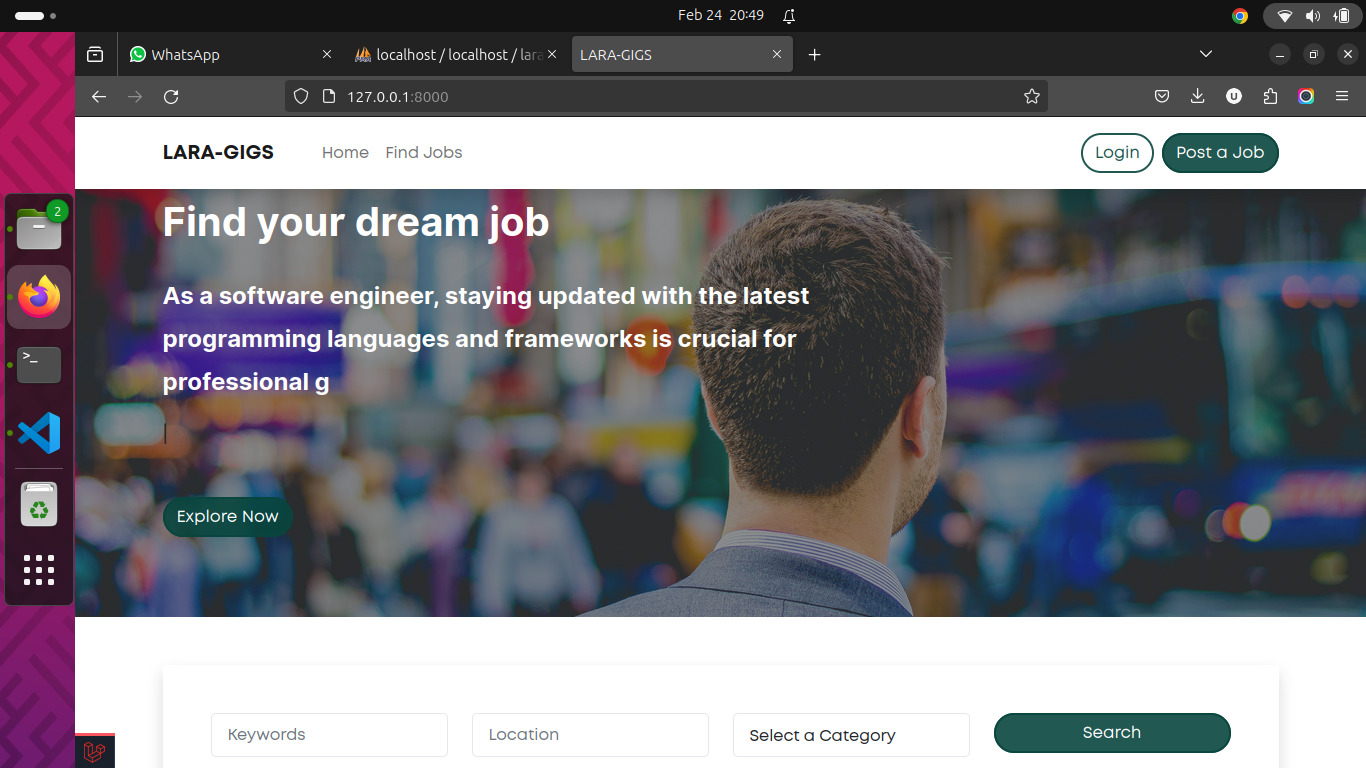 Feb 24 20:49
WhatsApp
localhost / localhost / lara
LARA-GIGS
127.0.0.1:8000
U
LARA-GIGS
Home
Find Jobs
Login
Post a Job
2
Find your dream job
As a software engineer, staying updated with the latest
programming languages and frameworks is crucial for
professional g
>_
Explore Now
Keywords
Location
Select a Category
Search